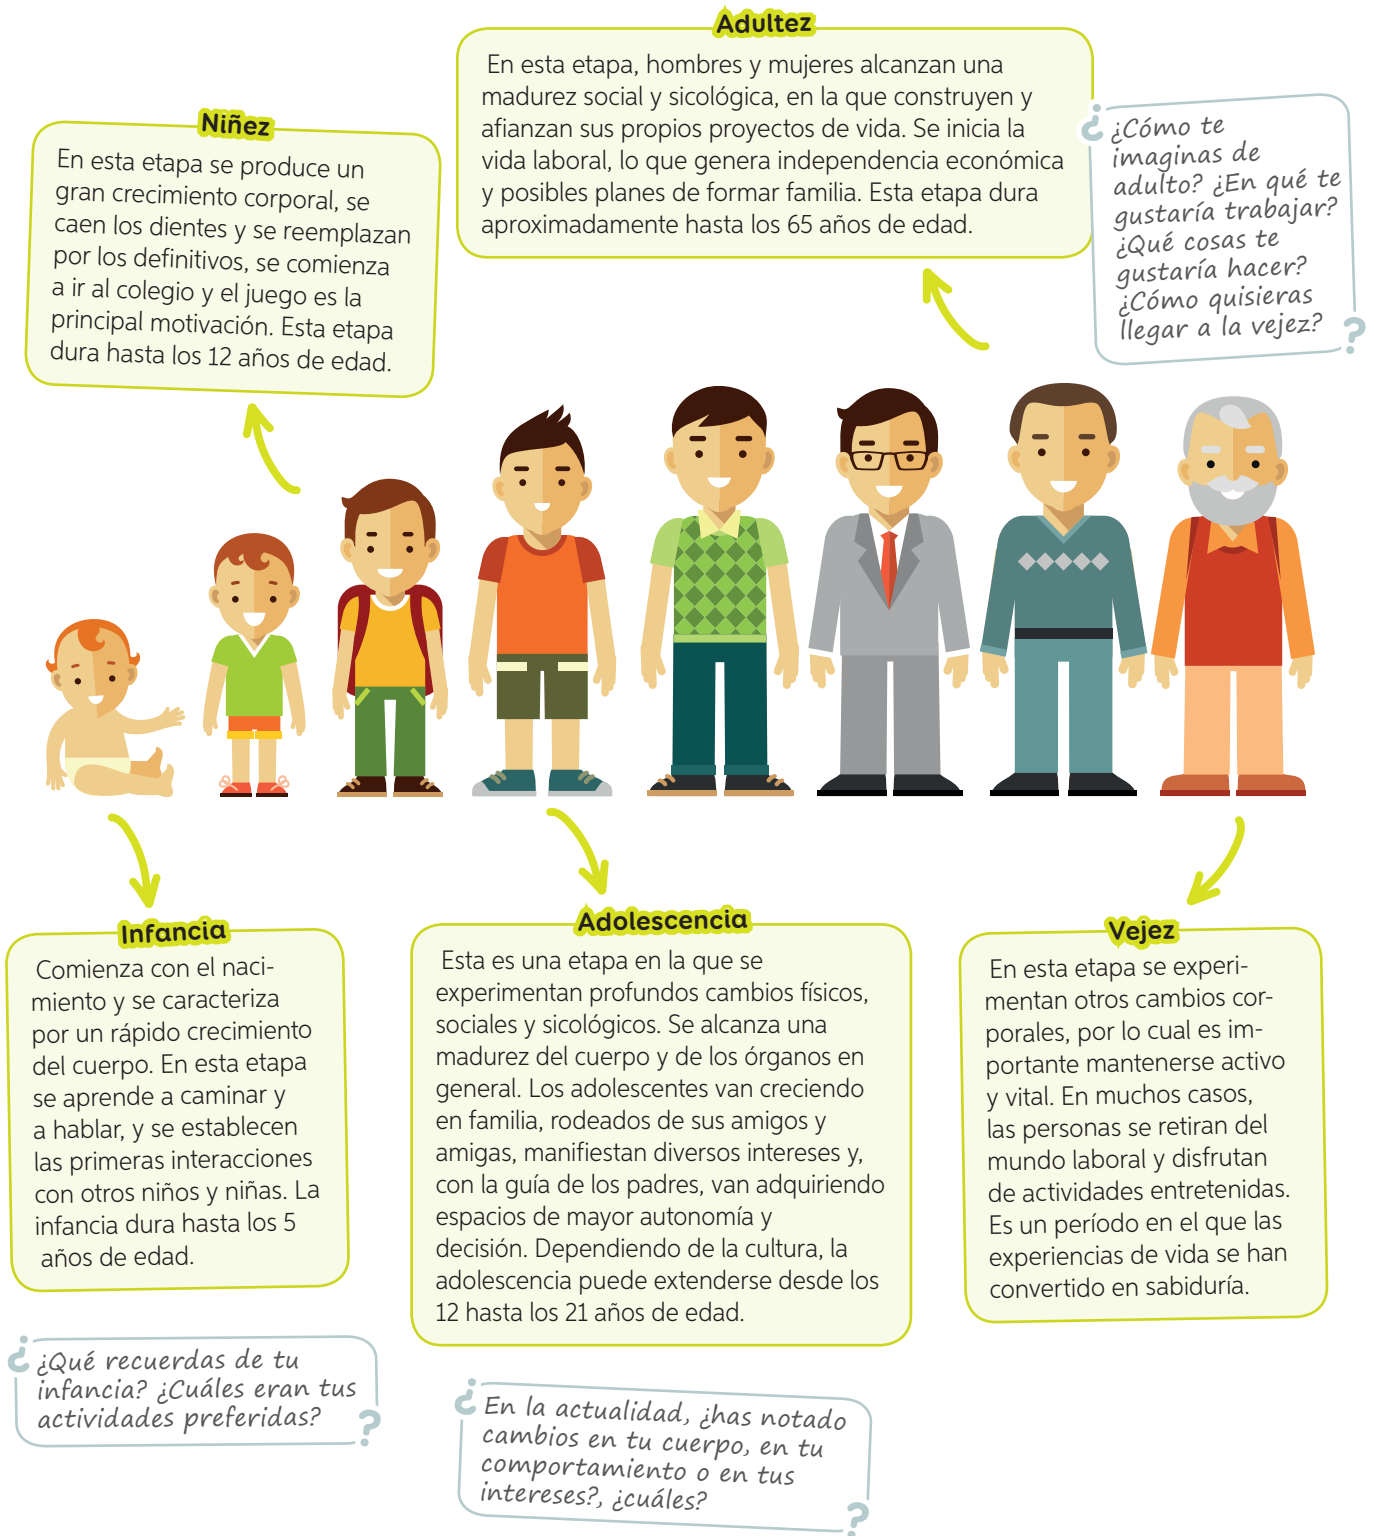 Adultez
En esta etapa, hombres y mujeres alcanzan una
madurez social y sicológica, en la que construyen y
afianzan sus propios proyectos de vida. Se inicia la
vida laboral, lo que genera independencia económica
y posibles planes de formar familia. Esta etapa dura
aproximadamente hasta los 65 años de edad.
Niñez
En esta etapa se produce un
gran crecimiento corporal, se
caen los dientes y se reemplazan
por los definitivos, se comienza
a ir al colegio y el juego es la
principal motivación. Esta etapa
dura hasta los 12 años de edad.
¿Cómo te
imaginas de
adulto? ¿En qué te
gustaría trabajar?
¿Qué cosas te
gustaría hacer?
¿Cómo quisieras
llegar a la vejez?
Infancia
Comienza con el naci-
miento y se caracteriza
por un rápido crecimiento
del cuerpo. En esta etapa
se aprende a caminar y
a hablar, y se establecen
las primeras interacciones
con otros niños y niñas. La
infancia dura hasta los 5
años de edad.
Adolescencia
Esta es una etapa en la que se
experimentan profundos cambios físicos,
sociales y sicológicos. Se alcanza una
madurez del cuerpo y de los órganos en
general. Los adolescentes van creciendo
en familia, rodeados de sus amigos y
amigas, manifiestan diversos intereses y,
con la guía de los padres, van adquiriendo
espacios de mayor autonomía y
decisión. Dependiendo de la cultura, la
adolescencia puede extenderse desde los
12 hasta los 21 años de edad.
Vejez
En esta etapa se experi-
mentan otros cambios cor-
porales, por lo cual es im-
portante mantenerse activo
y vital. En muchos casos,
las personas se retiran del
mundo laboral y disfrutan
de actividades entretenidas.
Es un período en el que las
experiencias de vida se han
convertido en sabiduría.
¿Qué recuerdas de tu
infancia? ¿Cuáles eran tus
actividades preferidas?
En la actualidad, ¿has notado
cambios en tu cuerpo, en tu
comportamiento o en tus
intereses?, ¿cuáles?